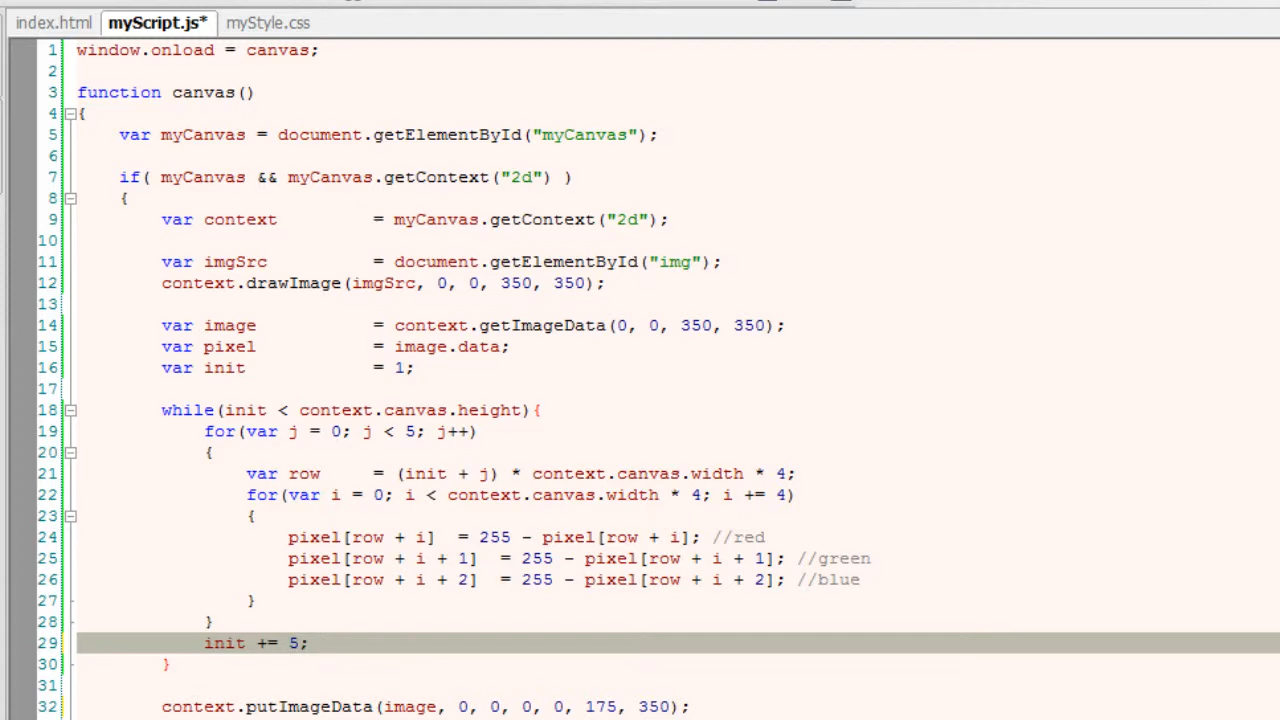 index.html myScript.js* myStyle.css
1 window.onload = canvas;
2
3 function canvas()
4 {
5 var myCanvas = document.getElementById("myCanvas");
6
7 if( myCanvas && myCanvas.getContext("2d") )
8 {
9 var context = myCanvas.getContext("2d");
10
11 var imgSrc = document.getElementById("img");
12 context.drawImage(imgSrc, 0, 0, 350, 350);
13
14 var image = context.getImageData(0, 0, 350, 350);
15 var pixel = image.data;
16 var init = 1;
17
18 while(init < context.canvas.height){
19 for(var j = 0; j < 5; j++)
20 {
21 var row = (init + j) * context.canvas.width * 4;
22 for(var i = 0; i < context.canvas.width * 4; i += 4)
23 {
24 pixel[row + i] = 255 - pixel[row + i]; //red
25 pixel[row + i + 1] = 255 - pixel[row + i + 1]; //green
26 pixel[row + i + 2] = 255 - pixel[row + i + 2]; //blue
27 }
28 }
29 init += 5;
30 }
31
32 context.putImageData(image, 0, 0, 0, 0, 175, 350);